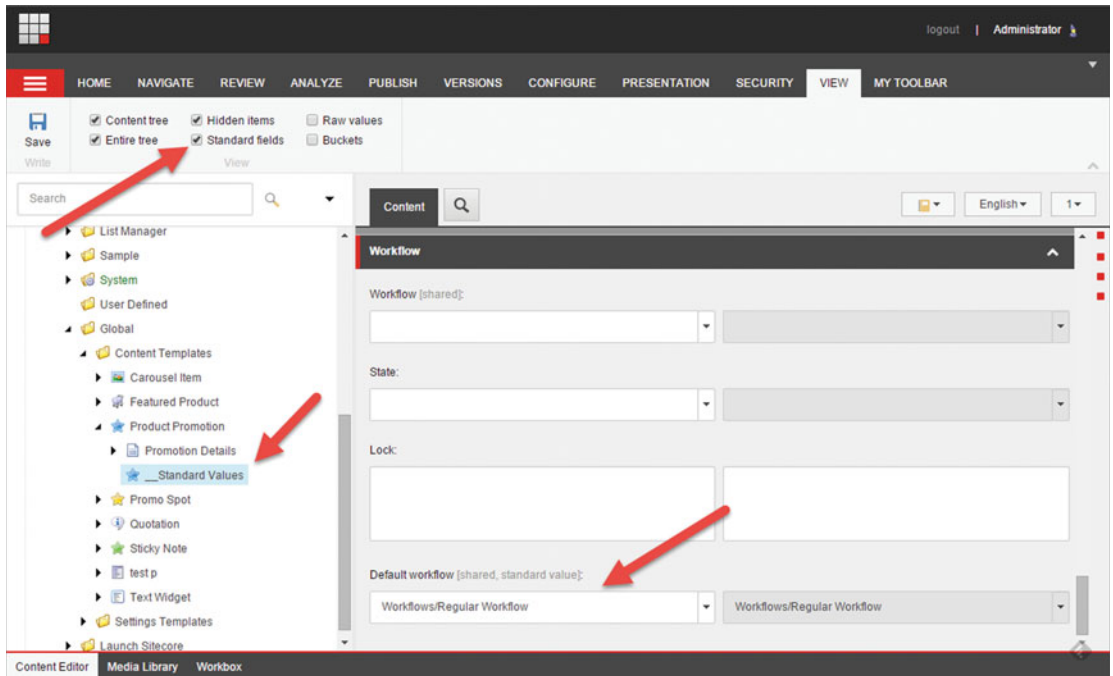 logout | Administrator
HOME NAVIGATE REVIEW ANALYZE PUBLISH VERSIONS CONFIGURE PRESENTATION SECURITY VIEW MY TOOLBAR
Content tree Hidden items Raw values
Save Entire tree Standard fields Buckets
Write View
Search
Content English 1
List Manager
Sample
System
User Defined
Global
Content Templates
Carousel Item
Featured Product
Product Promotion
Promotion Details
__Standard Values
Promo Spot
Quotation
Sticky Note
test p
Text Widget
Settings Templates
Launch Sitecore
Workflow
Workflow [shared]:
State:
Lock:
Default workflow [shared, standard value]:
Workflows/Regular Workflow Workflows/Regular Workflow
Content Editor Media Library Workbox